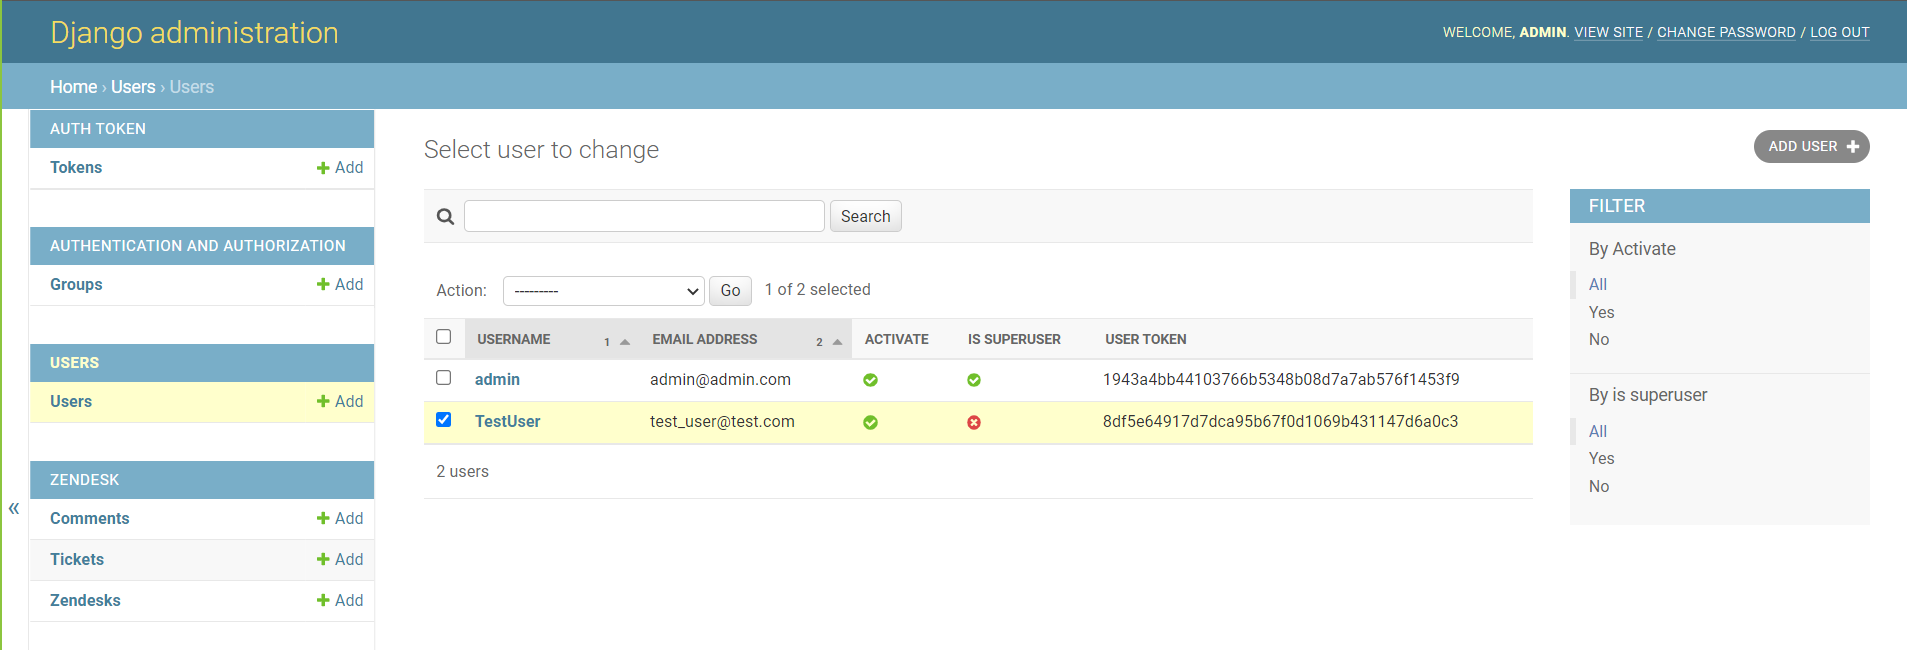 Django administration
WELCOME, ADMIN. VIEW SITE / CHANGE PASSWORD / LOG OUT
Home › Users › Users
AUTH TOKEN
Tokens
Add
AUTHENTICATION AND AUTHORIZATION
Groups
Add
USERS
Users
Add
ZENDESK
Comments
Add
Tickets
Add
Zendesks
Add
«
Select user to change
ADD USER
Search
Action: --------- Go 1 of 2 selected
USERNAME 1 EMAIL ADDRESS 2 ACTIVATE IS SUPERUSER USER TOKEN
admin admin@admin.com 1943a4bb44103766b5348b08d7a7ab576f1453f9
TestUser test_user@test.com 8df5e64917d7dca95b67f0d1069b431147d6a0c3
2 users
FILTER
By Activate
All
Yes
No
By is superuser
All
Yes
No